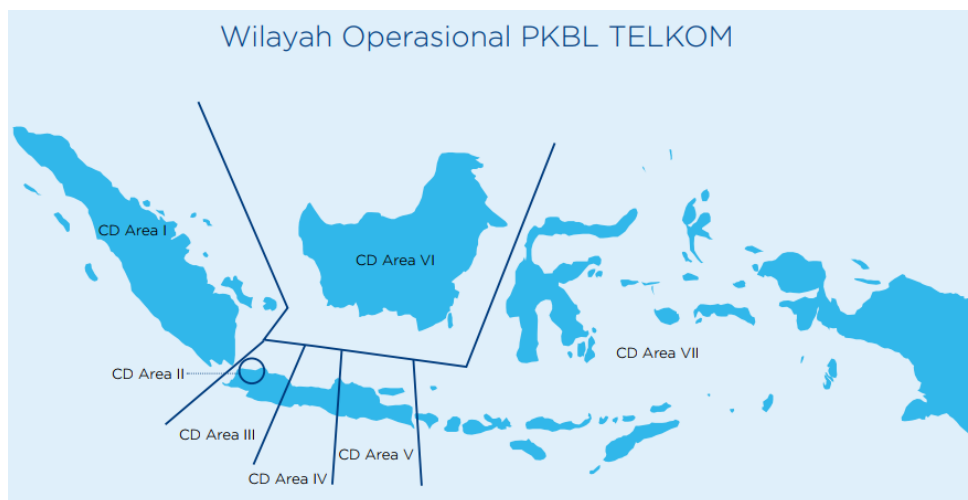 Wilayah Operasional PKBL TELKOM
CD Area I
CD Area VI
CD Area VII
CD Area II
CD Area III
CD Area V
CD Area IV